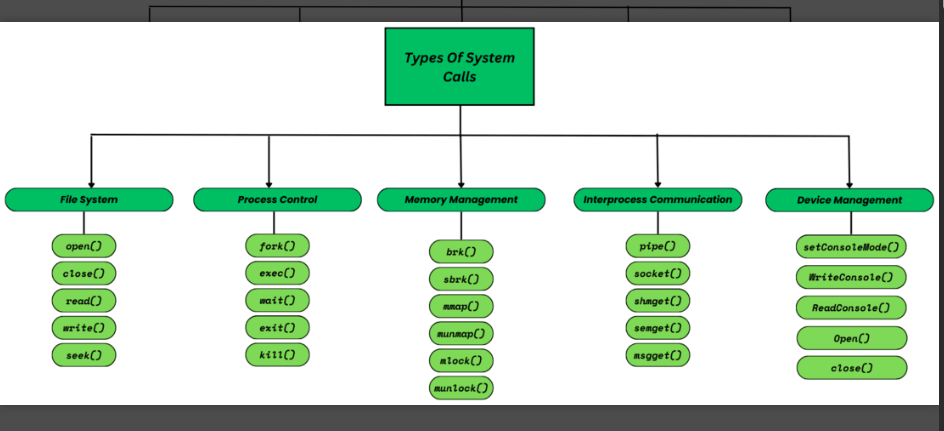 Types Of System
Calls
File System
Process Control
Memory Management
Interprocess Communication
Device Management
open()
close()
read()
write()
seek()
fork()
exec()
wait()
exit()
kill()
brk()
sbrk()
mmap()
munmap()
mlock()
munlock()
pipe()
socket()
shmget()
semget()
msgget()
setConsoleMode()
WriteConsole()
ReadConsole()
Open()
close()